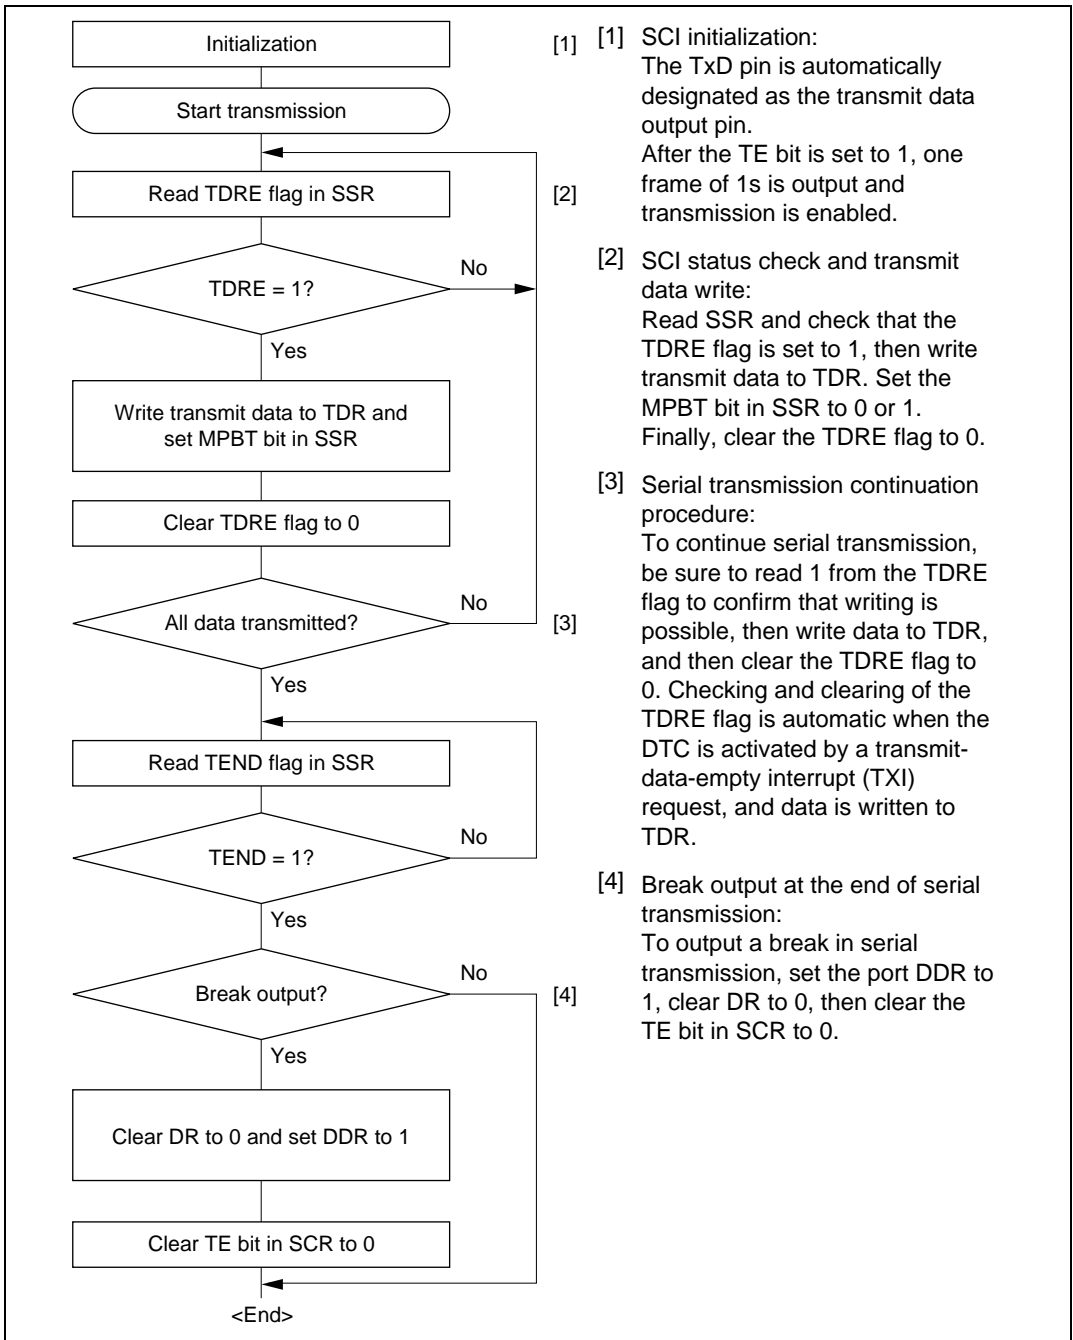 Initialization
[1]
Start transmission
Read TDRE flag in SSR
[2]
TDRE = 1?
No
Yes
Write transmit data to TDR and
set MPBT bit in SSR
Clear TDRE flag to 0
All data transmitted?
No
[3]
Yes
Read TEND flag in SSR
TEND = 1?
No
Yes
Break output?
No
[4]
Yes
Clear DR to 0 and set DDR to 1
Clear TE bit in SCR to 0
<End>
[1] SCI initialization:
The TxD pin is automatically
designated as the transmit data
output pin.
After the TE bit is set to 1, one
frame of 1s is output and
transmission is enabled.
[2] SCI status check and transmit
data write:
Read SSR and check that the
TDRE flag is set to 1, then write
transmit data to TDR. Set the
MPBT bit in SSR to 0 or 1.
Finally, clear the TDRE flag to 0.
[3] Serial transmission continuation
procedure:
To continue serial transmission,
be sure to read 1 from the TDRE
flag to confirm that writing is
possible, then write data to TDR,
and then clear the TDRE flag to
0. Checking and clearing of the
TDRE flag is automatic when the
DTC is activated by a transmit-
data-empty interrupt (TXI)
request, and data is written to
TDR.
[4] Break output at the end of serial
transmission:
To output a break in serial
transmission, set the port DDR to
1, clear DR to 0, then clear the
TE bit in SCR to 0.